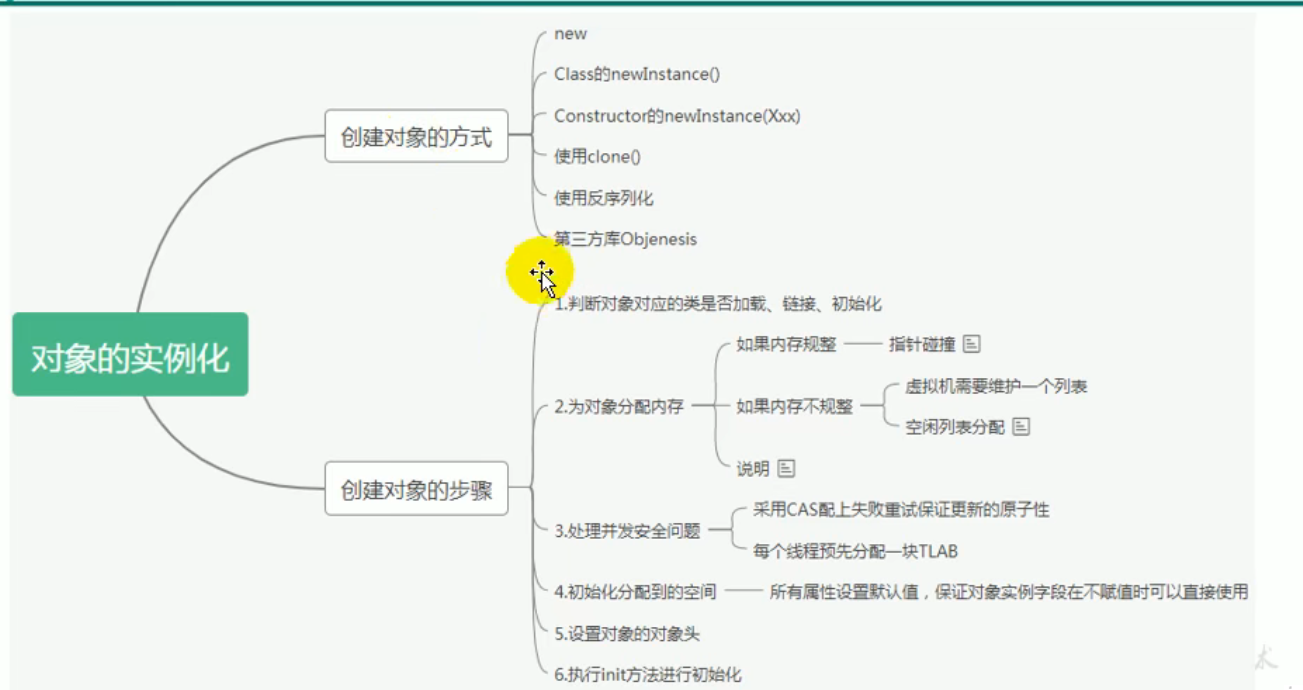 对象的实例化
创建对象的方式
new
Class的newInstance()
Constructor的newInstance(Xxx)
使用clone()
使用反序列化
第三方库Objenesis
创建对象的步骤
1.判断对象对应的类是否加载、链接、初始化
2.为对象分配内存
如果内存规整
指针碰撞
如果内存不规整
虚拟机需要维护一个列表
空闲列表分配
说明
3.处理并发安全问题
采用CAS配上失败重试保证更新的原子性
每个线程预先分配一块TLAB
4.初始化分配到的空间
所有属性设置默认值，保证对象实例字段在不赋值时可以直接使用
5.设置对象的对象头
6.执行init方法进行初始化
术